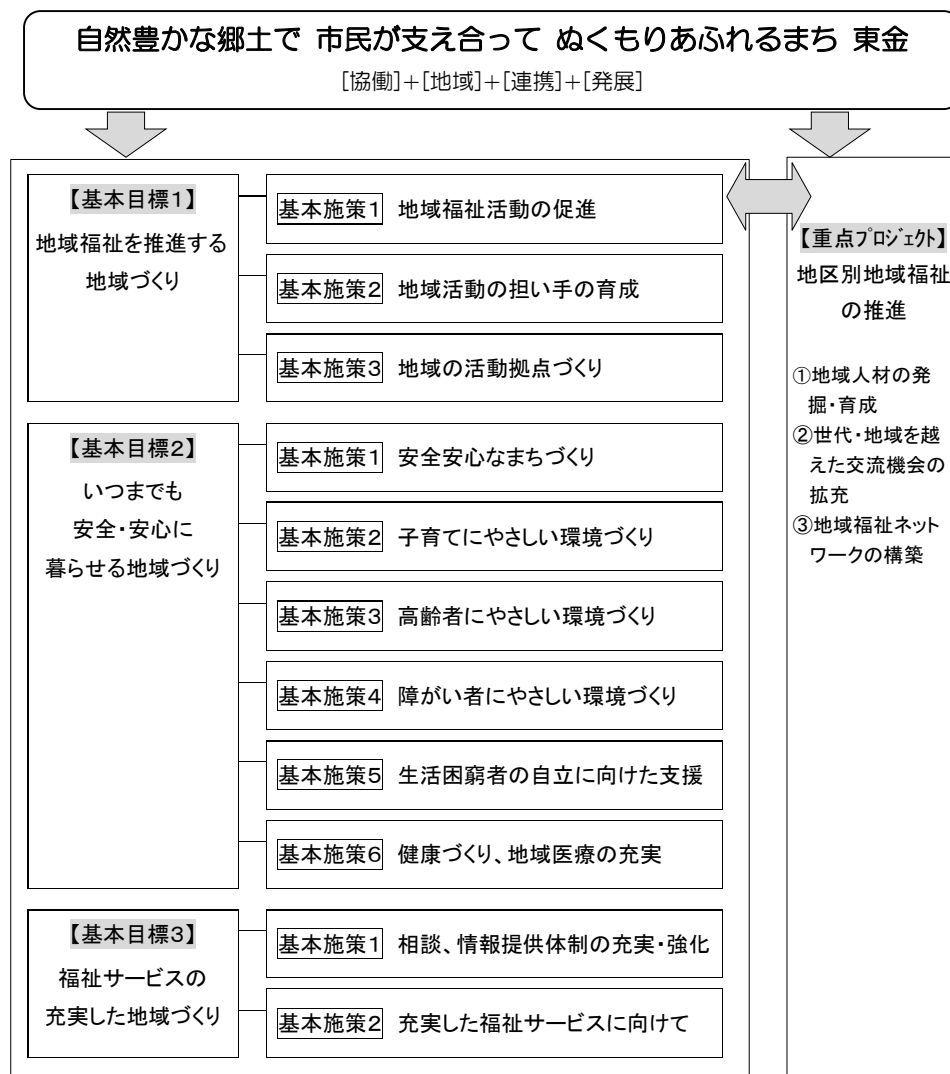 自然豊かな郷土で 市民が支え合って ぬくもりあふれるまち 東金
[協働]+[地域]+[連携]+[発展]
【基本目標1】
地域福祉を推進する
地域づくり
基本施策1 地域福祉活動の促進
基本施策2 地域活動の担い手の育成
基本施策3 地域の活動拠点づくり
【基本目標2】
いつまでも
安全・安心に
暮らせる地域づくり
基本施策1 安全安心なまちづくり
基本施策2 子育てにやさしい環境づくり
基本施策3 高齢者にやさしい環境づくり
基本施策4 障がい者にやさしい環境づくり
基本施策5 生活困窮者の自立に向けた支援
基本施策6 健康づくり、地域医療の充実
【基本目標3】
福祉サービスの
充実した地域づくり
基本施策1 相談、情報提供体制の充実・強化
基本施策2 充実した福祉サービスに向けて
【重点プロジェクト】
地区別地域福祉
の推進
①地域人材の発
掘・育成
②世代・地域を越
えた交流機会の
拡充
③地域福祉ネット
ワークの構築